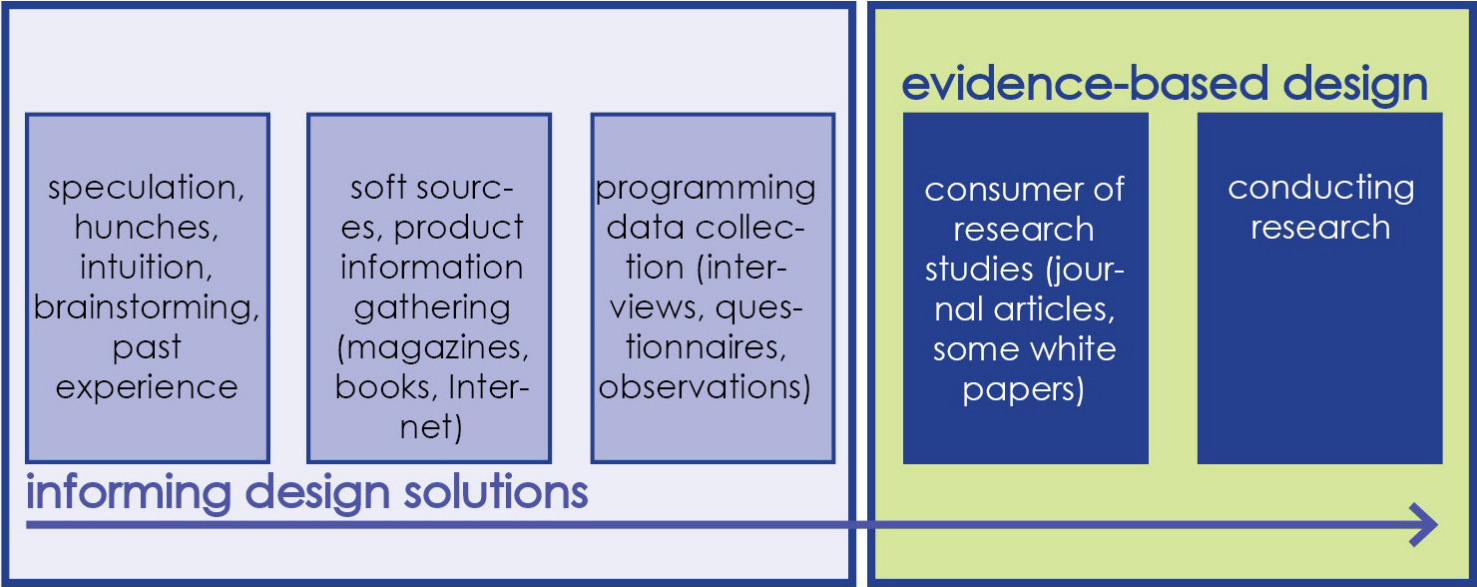 evidence-based design
speculation,
hunches,
intuition,
brainstorming,
past
experience
soft sourc-
es, product
information
gathering
(magazines,
books, Inter-
net)
programming
data collec-
tion (inter-
views, ques-
tionnaires,
observations)
consumer of
research
studies (jour-
nal articles,
some white
papers)
conducting
research
informing design solutions